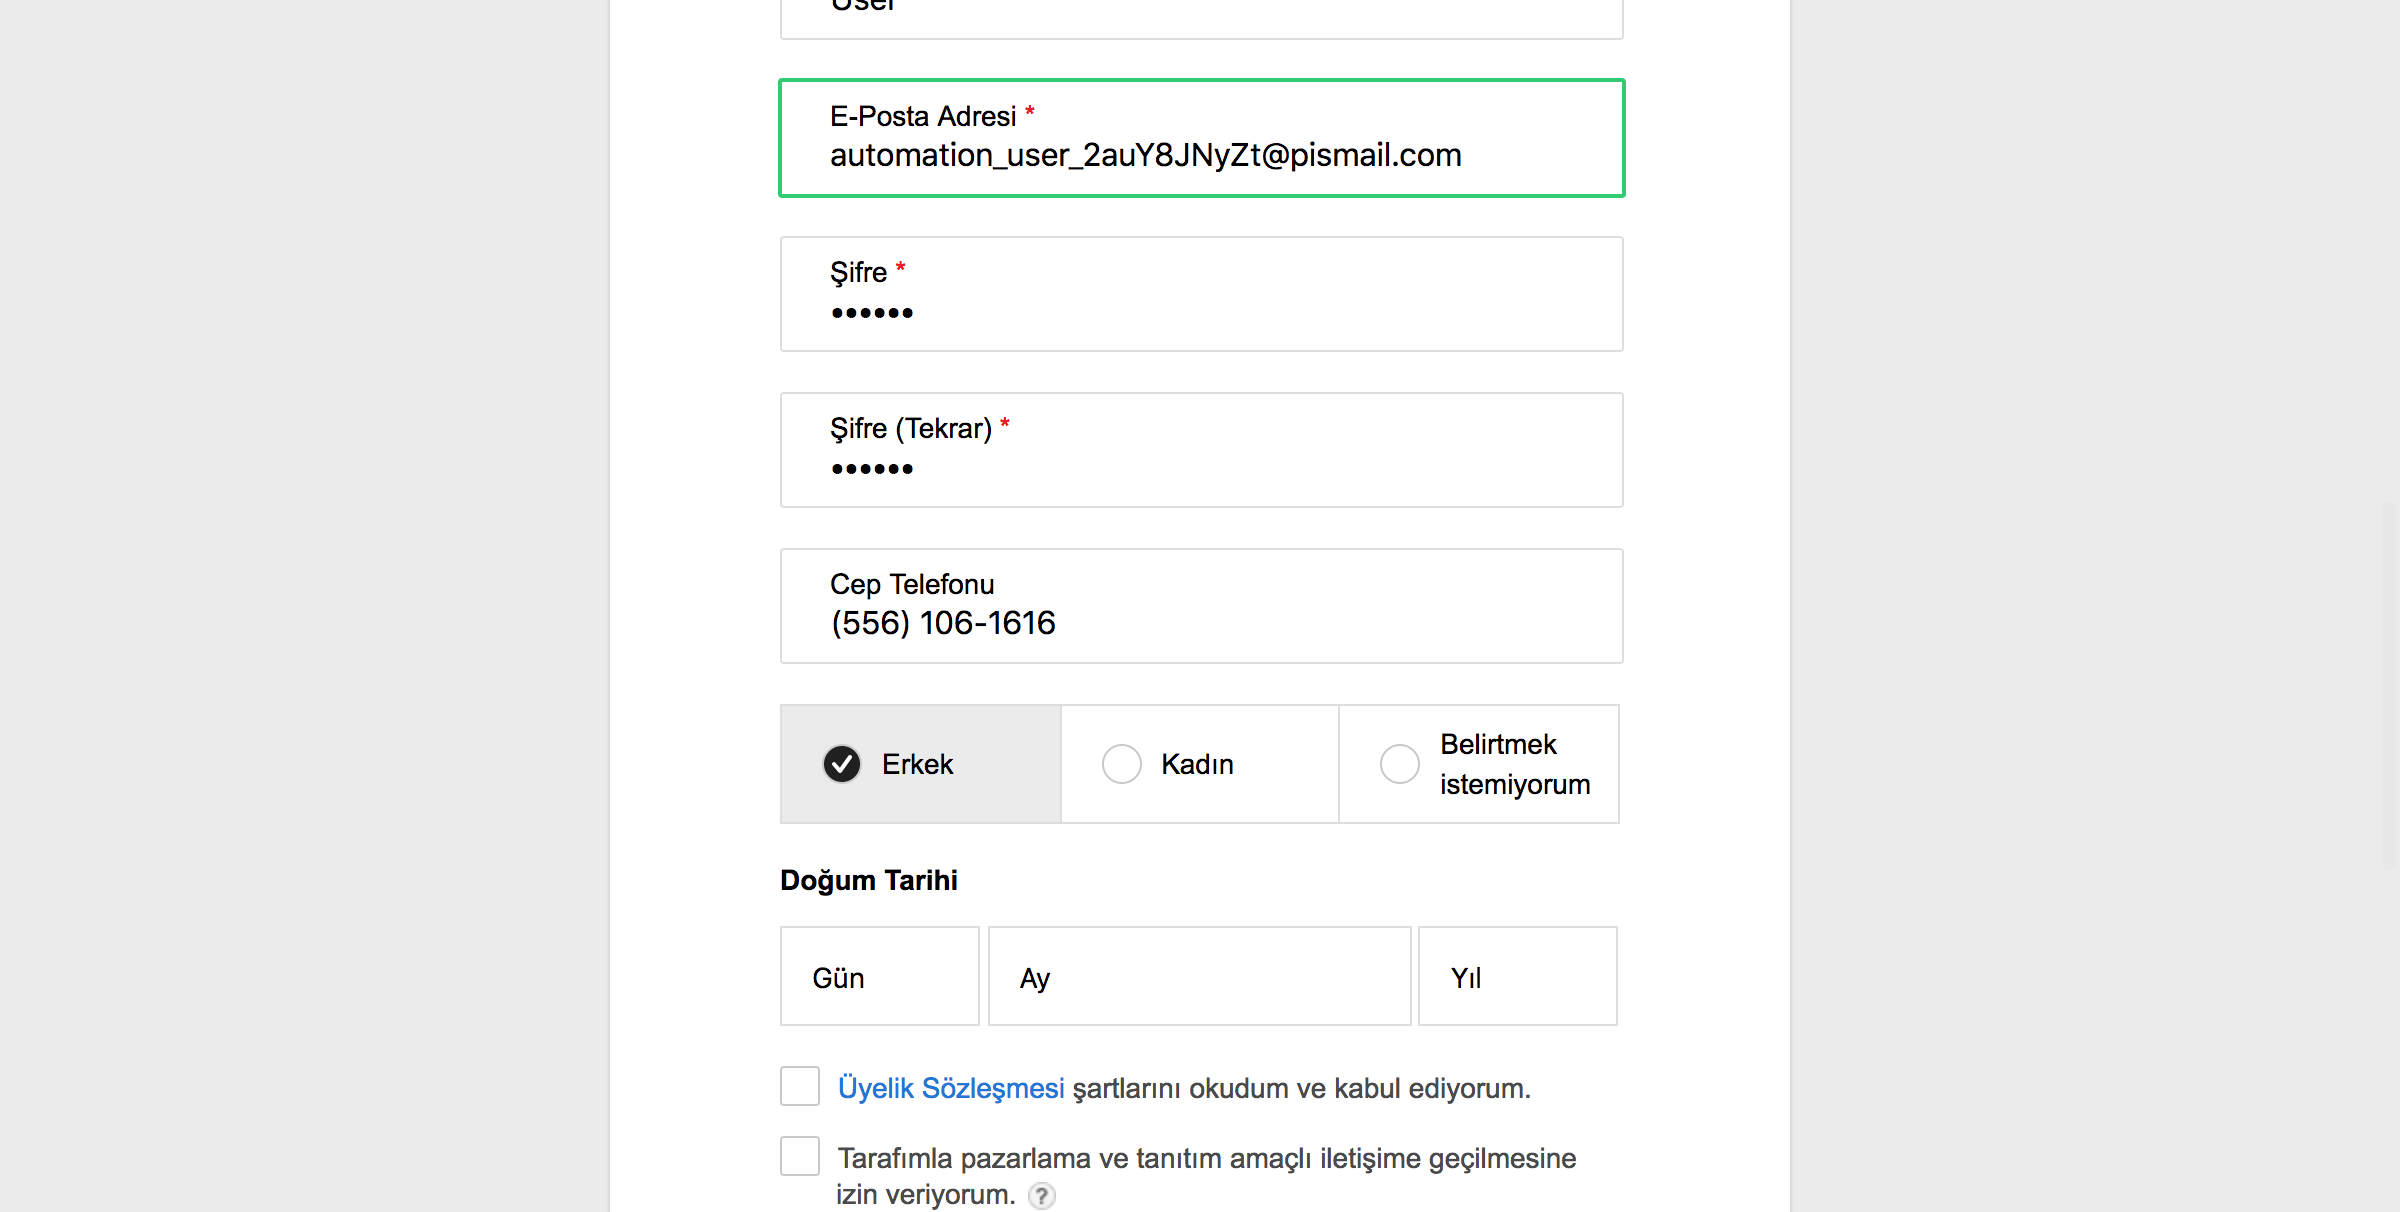 User
E-Posta Adresi *
automation_user_2auY8JNyZt@pismail.com
Şifre *
••••••
Şifre (Tekrar) *
••••••
Cep Telefonu
(556) 106-1616
Erkek
Kadın
Belirtmek
istemiyorum
Doğum Tarihi
Gün
Ay
Yıl
Üyelik Sözleşmesi şartlarını okudum ve kabul ediyorum.
Tarafımla pazarlama ve tanıtım amaçlı iletişime geçilmesine
izin veriyorum. ?